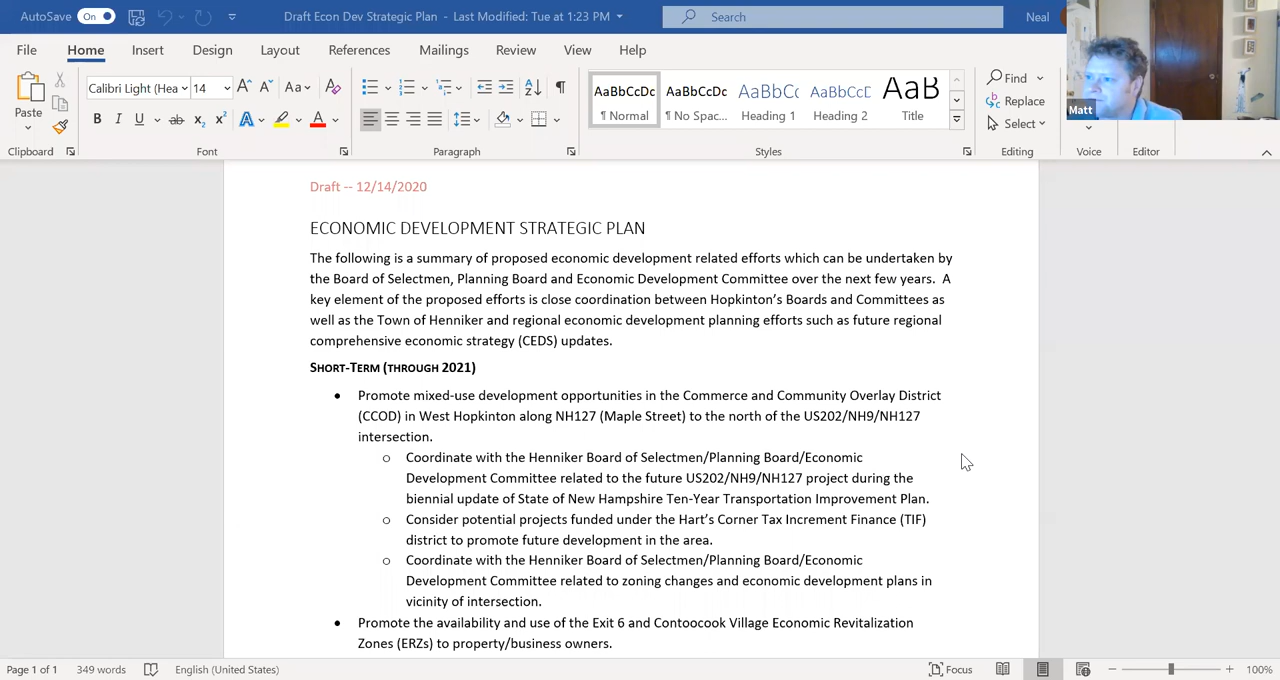 AutoSave On Draft Econ Dev Strategic Plan - Last Modified: Tue at 1:23 PM Search Neal
File Home Insert Design Layout References Mailings Review View Help
Matt
Paste
Calibri Light (Hea 14 Aa
AaBbCcDc AaBbCcDc AaBbCc AaBbCcD AaB
¶ Normal ¶ No Spac... Heading 1 Heading 2 Title
Find
Replace
Select
Clipboard Font Paragraph Styles Editing Voice Editor
Draft -- 12/14/2020
ECONOMIC DEVELOPMENT STRATEGIC PLAN
The following is a summary of proposed economic development related efforts which can be undertaken by
the Board of Selectmen, Planning Board and Economic Development Committee over the next few years. A
key element of the proposed efforts is close coordination between Hopkinton's Boards and Committees as
well as the Town of Henniker and regional economic development planning efforts such as future regional
comprehensive economic strategy (CEDS) updates.
SHORT-TERM (THROUGH 2021)
• Promote mixed-use development opportunities in the Commerce and Community Overlay District
(CCOD) in West Hopkinton along NH127 (Maple Street) to the north of the US202/NH9/NH127
intersection.
o Coordinate with the Henniker Board of Selectmen/Planning Board/Economic
Development Committee related to the future US202/NH9/NH127 project during the
biennial update of State of New Hampshire Ten-Year Transportation Improvement Plan.
o Consider potential projects funded under the Hart's Corner Tax Increment Finance (TIF)
district to promote future development in the area.
o Coordinate with the Henniker Board of Selectmen/Planning Board/Economic
Development Committee related to zoning changes and economic development plans in
vicinity of intersection.
• Promote the availability and use of the Exit 6 and Contoocook Village Economic Revitalization
Zones (ERZs) to property/business owners.
Page 1 of 1 349 words English (United States) Focus 100%